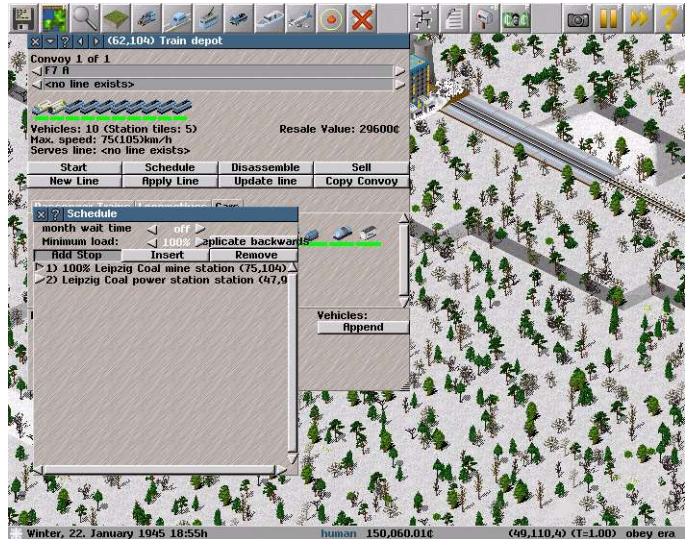 (62,104) Train depot
Convoy 1 of 1
F7 A
<no line exists>
Vehicles: 10 (Station tiles: 5) Resale Value: 29600¢
Max. speed: 75(105)km/h
Serves line: <no line exists>
Start Schedule Disassemble Sell
New Line Apply Line Update line Copy Convoy
Schedule
month wait time off
Minimum load: 100% eplicate backwards
Add Stop Insert Remove
1) 100% Leipzig Coal mine station (75,104)
2) Leipzig Coal power station station (47,9
Vehicles:
Append
Winter, 22. January 1945 18:55h human 150,060.01¢ (49,110,4) (T=1.00) obey era